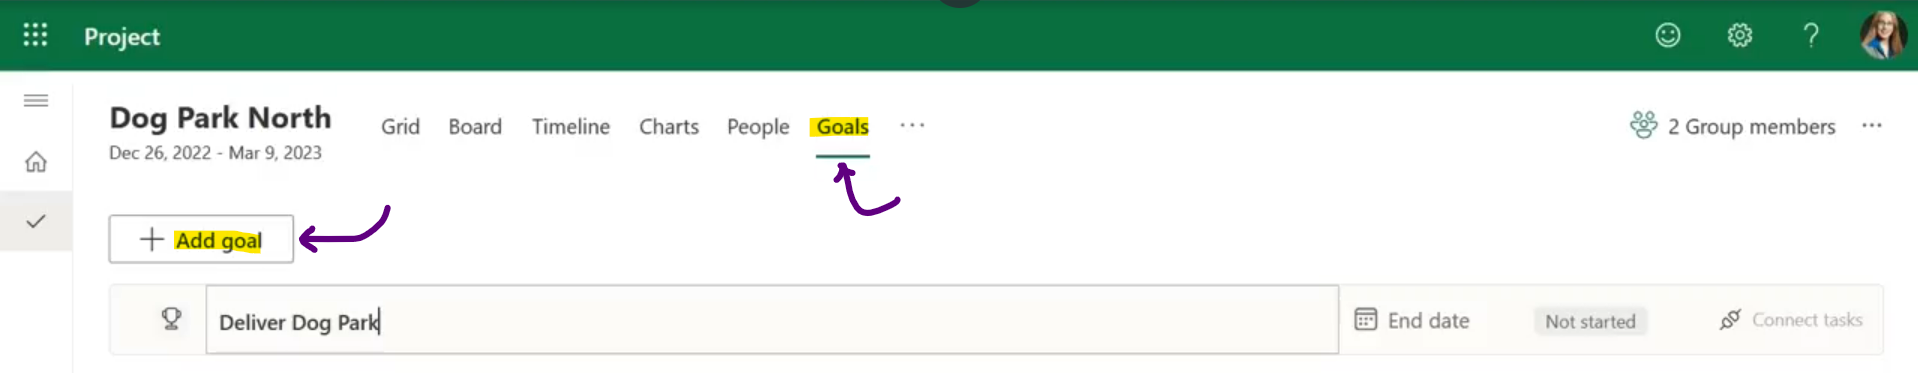 Project
Dog Park North
Dec 26, 2022 - Mar 9, 2023
Grid Board Timeline Charts People Goals ...
2 Group members ...
+ Add goal
Deliver Dog Park End date Not started Connect tasks